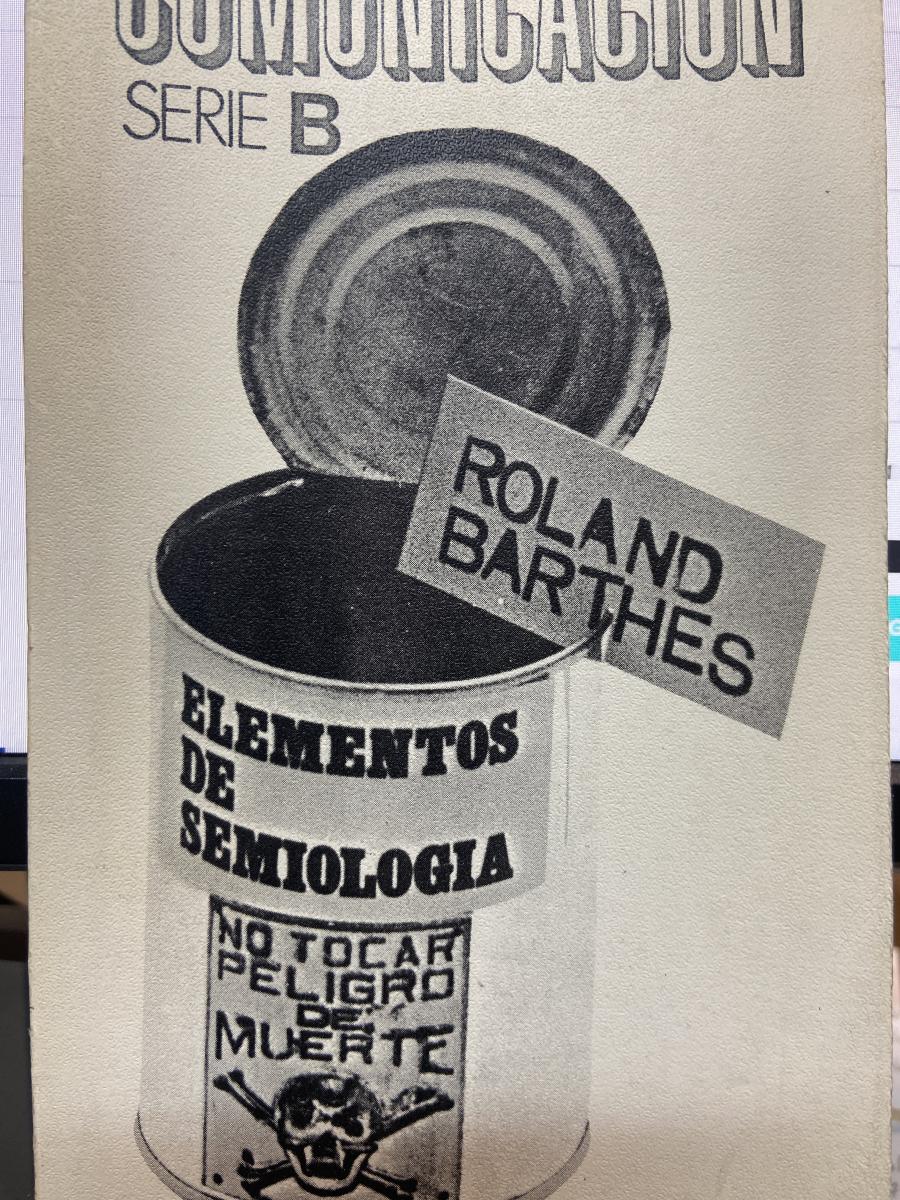 COMUNICACION
SERIE B
ROLAND
BARTHES
ELEMENTOS
DE
SEMIOLOGIA
NO TOCAR
PELIGRO
DE
MUERTE